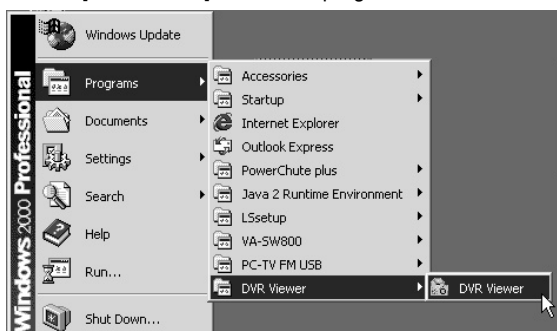 Windows 2000 Professional
Windows Update
Programs
Documents
Settings
Search
Help
Run...
Shut Down...
Accessories
Startup
Internet Explorer
Outlook Express
PowerChute plus
Java 2 Runtime Environment
LSsetup
VA-SW800
PC-TV FM USB
DVR Viewer
DVR Viewer